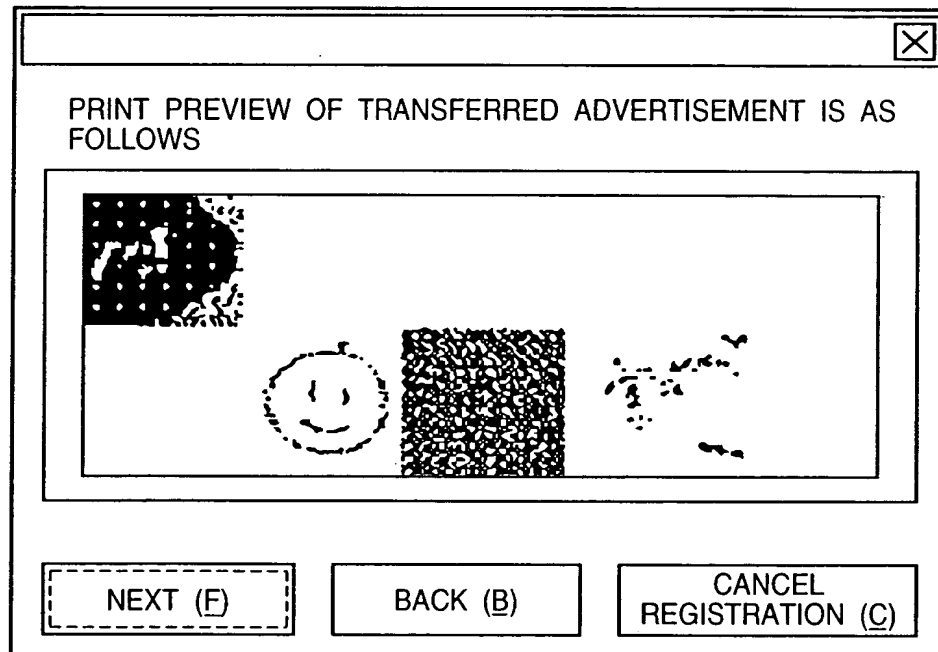 PRINT PREVIEW OF TRANSFERRED ADVERTISEMENT IS AS
FOLLOWS
NEXT (F)
BACK (B)
CANCEL
REGISTRATION (C)